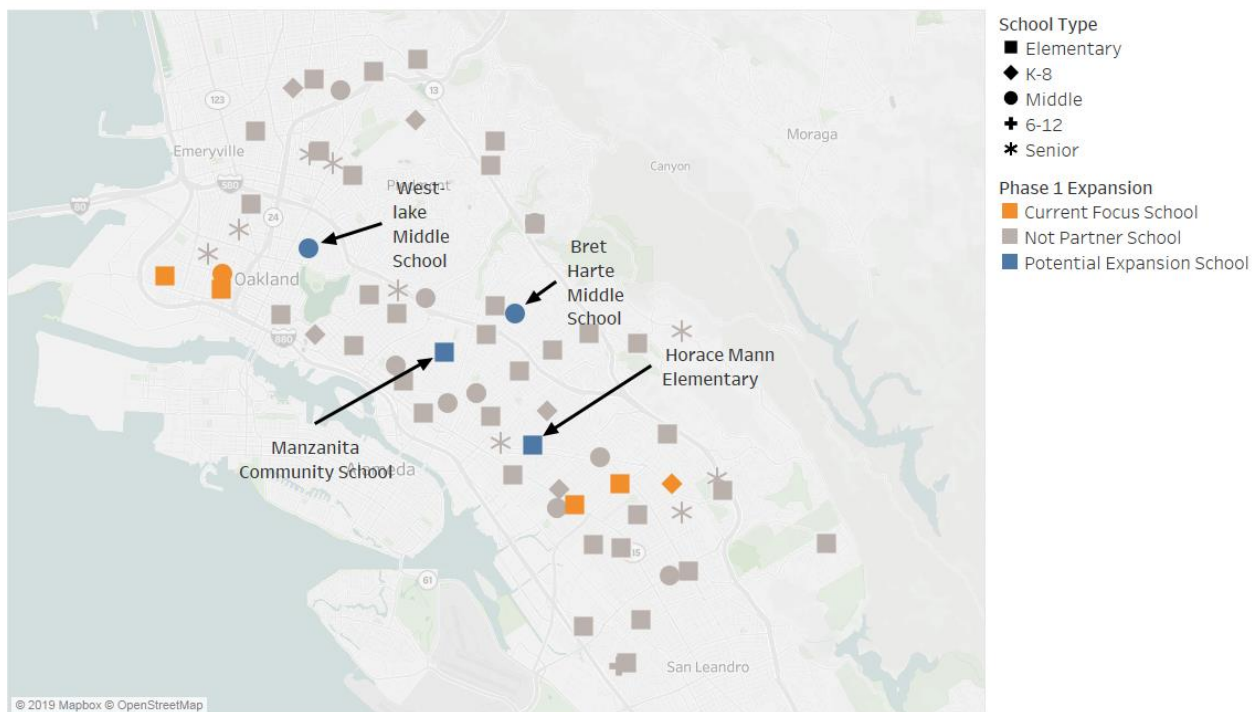 13
123
Emeryville
Moraga
580
80
Piedmont
Canyon
24
West-
lake
Middle
School
Bret
Harte
Middle
School
Oakland
880
Horace Mann
Elementary
Manzanita
Community School
Alameda
15
61
San Leandro
© 2019 Mapbox © OpenStreetMap
School Type
Elementary
K-8
Middle
6-12
Senior
Phase 1 Expansion
Current Focus School
Not Partner School
Potential Expansion School